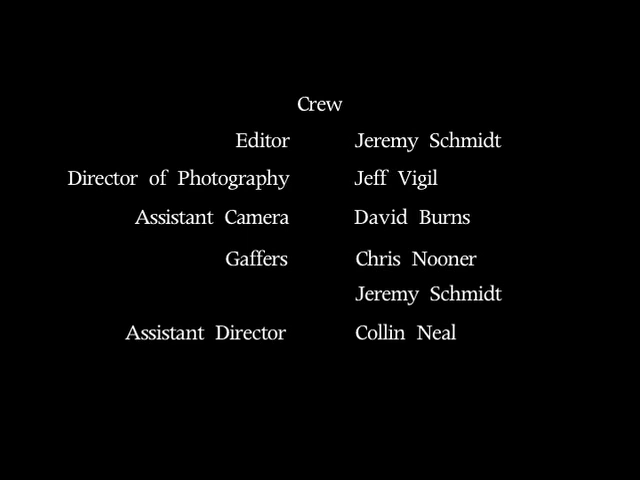 Crew
Editor Jeremy Schmidt
Director of Photography Jeff Vigil
Assistant Camera David Burns
Gaffers Chris Nooner
Jeremy Schmidt
Assistant Director Collin Neal